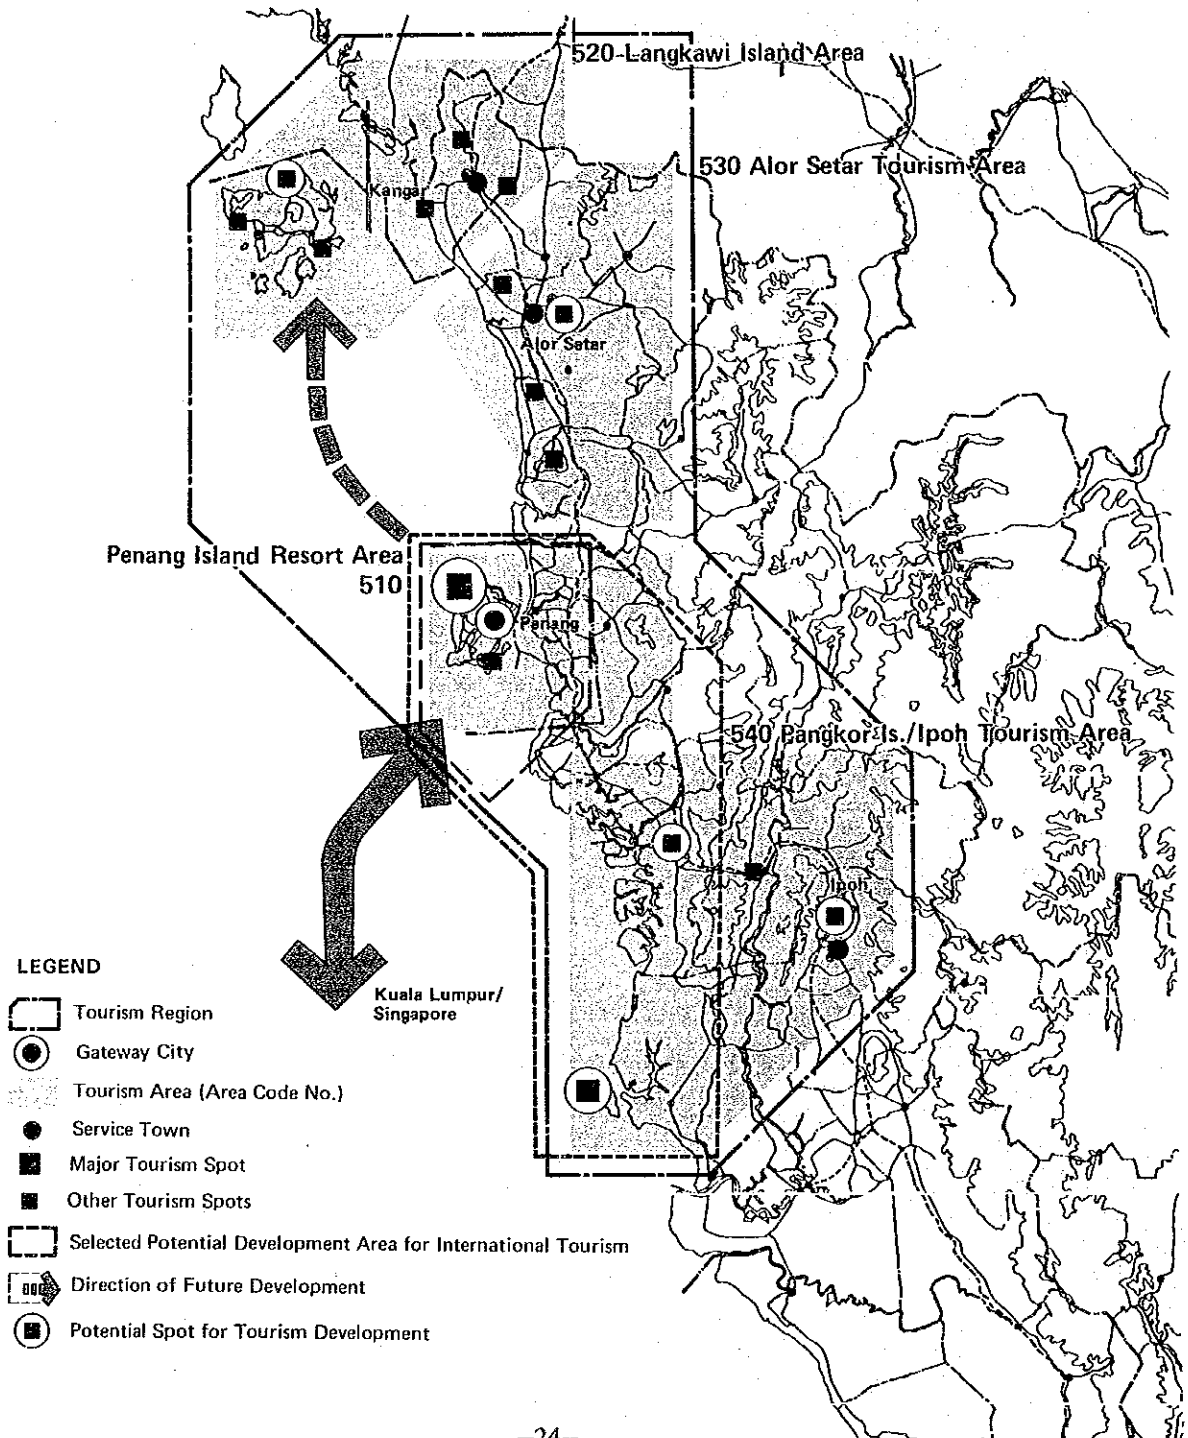 520-Langkawi Island Area
530 Alor Setar Tourism Area
Kangar
Alor Setar
Penang Island Resort Area
510
Penang
540 Pangkor Is./Ipoh Tourism Area
Ipoh
Kuala Lumpur/
Singapore
LEGEND
Tourism Region
Gateway City
Tourism Area (Area Code No.)
Service Town
Major Tourism Spot
Other Tourism Spots
Selected Potential Development Area for International Tourism
Direction of Future Development
Potential Spot for Tourism Development
—24—